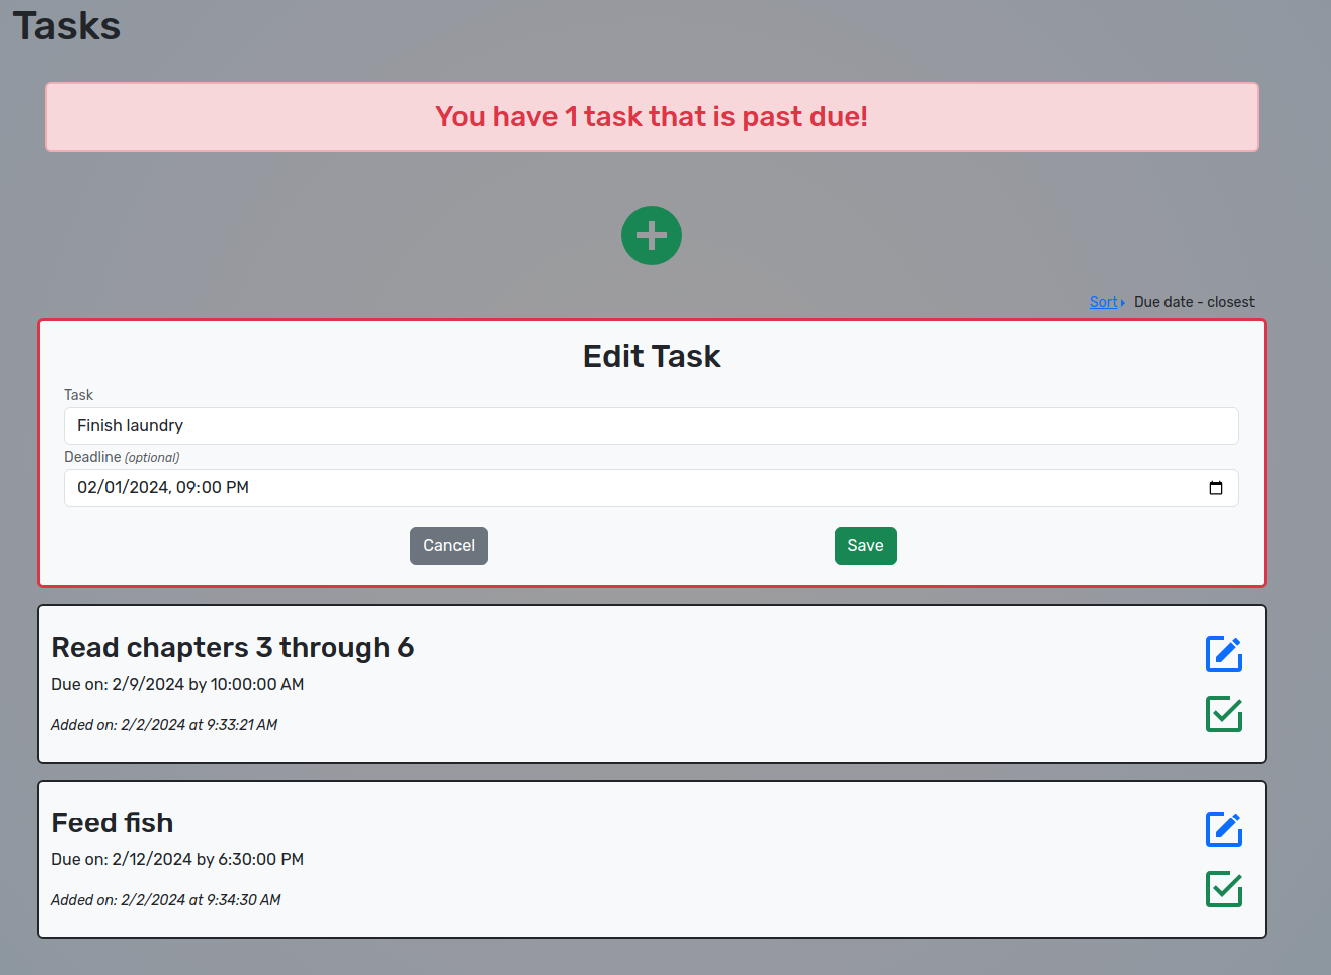 Tasks
You have 1 task that is past due!
Sort Due date - closest
Edit Task
Task
Finish laundry
Deadline (optional)
02/01/2024, 09:00 PM
Cancel Save
Read chapters 3 through 6
Due on: 2/9/2024 by 10:00:00 AM
Added on: 2/2/2024 at 9:33:21 AM
Feed fish
Due on: 2/12/2024 by 6:30:00 PM
Added on: 2/2/2024 at 9:34:30 AM